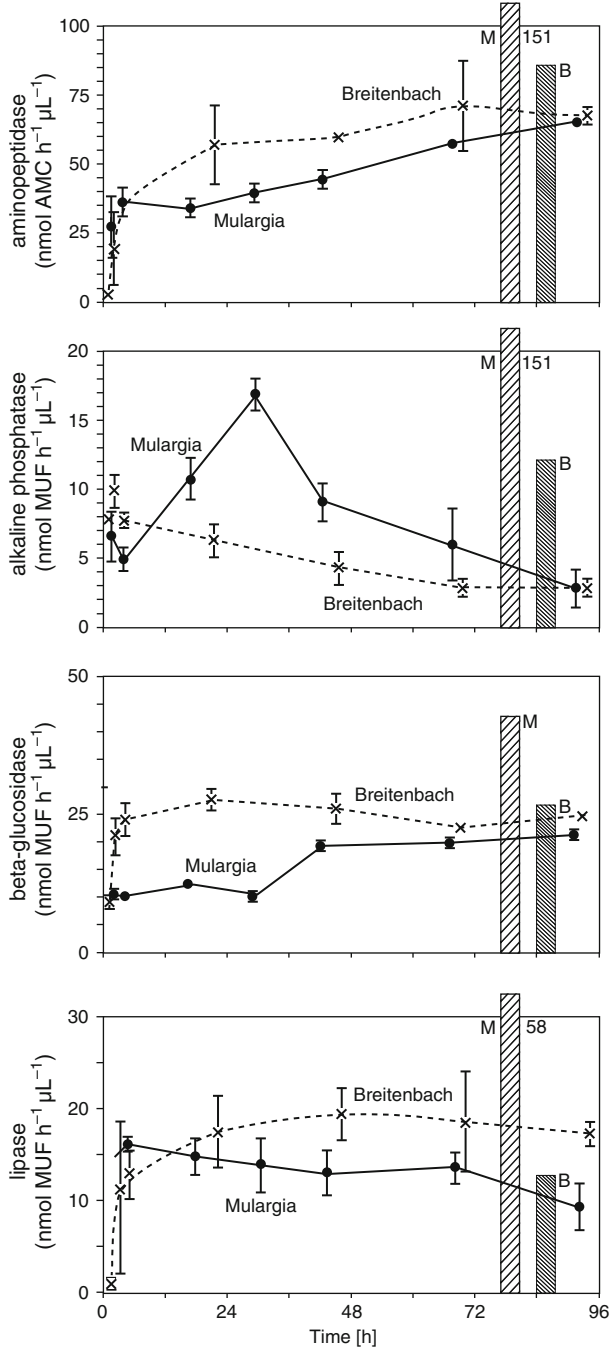 aminopeptidase
(nmol AMC h⁻¹ µL⁻¹)
100
75
50
25
0
Breitenbach
Mulargia
M
151
B
alkaline phosphatase
(nmol MUF h⁻¹ µL⁻¹)
20
15
10
5
0
Mulargia
Breitenbach
M
151
B
beta-glucosidase
(nmol MUF h⁻¹ µL⁻¹)
50
25
0
Breitenbach
Mulargia
M
B
lipase
(nmol MUF h⁻¹ µL⁻¹)
30
20
10
0
Breitenbach
Mulargia
M
58
B
0 24 48 72 96
Time [h]